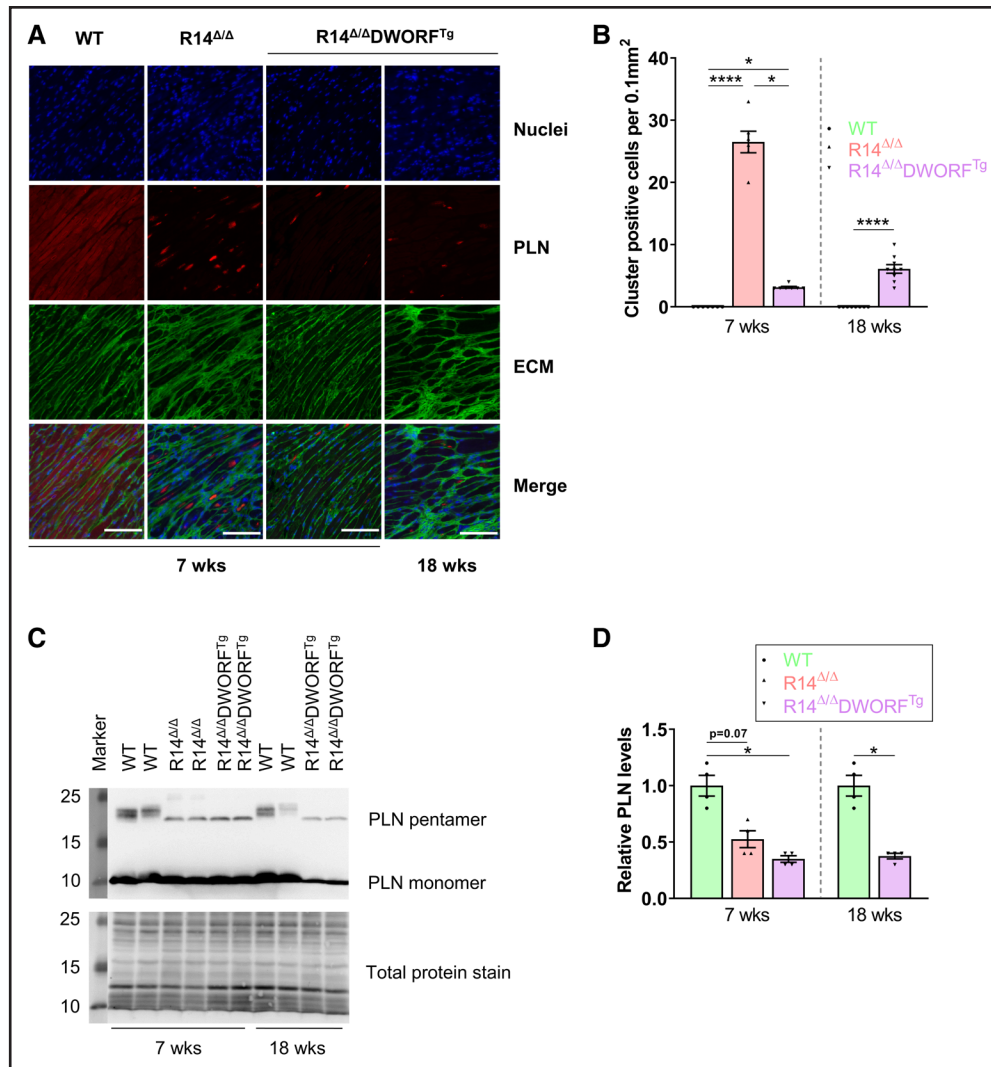 A
WT
R14Δ/Δ
R14Δ/ΔDWORFTg
Nuclei
PLN
ECM
Merge
7 wks
18 wks
B
Cluster positive cells per 0.1mm2
40
30
20
10
0
*
**** *
****
WT
R14Δ/Δ
R14Δ/ΔDWORFTg
7 wks
18 wks
C
Marker
WT
WT
R14Δ/Δ
R14Δ/Δ
R14Δ/ΔDWORFTg
R14Δ/ΔDWORFTg
WT
WT
R14Δ/ΔDWORFTg
R14Δ/ΔDWORFTg
25
15
10
PLN pentamer
PLN monomer
25
15
10
Total protein stain
7 wks
18 wks
D
WT
R14Δ/Δ
R14Δ/ΔDWORFTg
Relative PLN levels
1.5
1.0
0.5
0.0
p=0.07
*
*
7 wks
18 wks